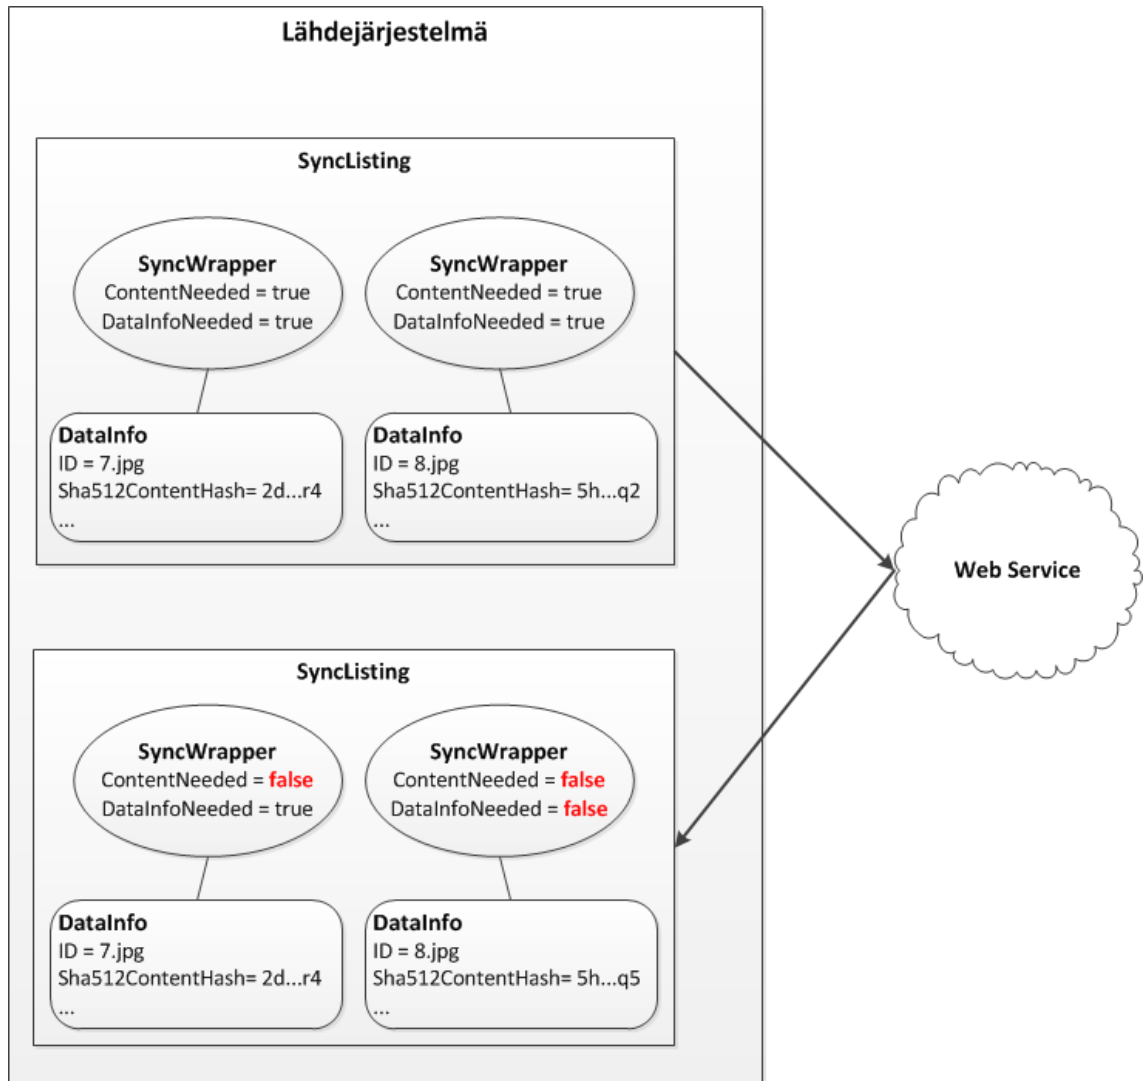 Lähdejärjestelmä
SyncListing
SyncWrapper
ContentNeeded = true
DataInfoNeeded = true
SyncWrapper
ContentNeeded = true
DataInfoNeeded = true
DataInfo
ID = 7.jpg
Sha512ContentHash= 2d...r4
...
DataInfo
ID = 8.jpg
Sha512ContentHash= 5h...q2
...
Web Service
SyncListing
SyncWrapper
ContentNeeded = false
DataInfoNeeded = true
SyncWrapper
ContentNeeded = false
DataInfoNeeded = false
DataInfo
ID = 7.jpg
Sha512ContentHash= 2d...r4
...
DataInfo
ID = 8.jpg
Sha512ContentHash= 5h...q5
...